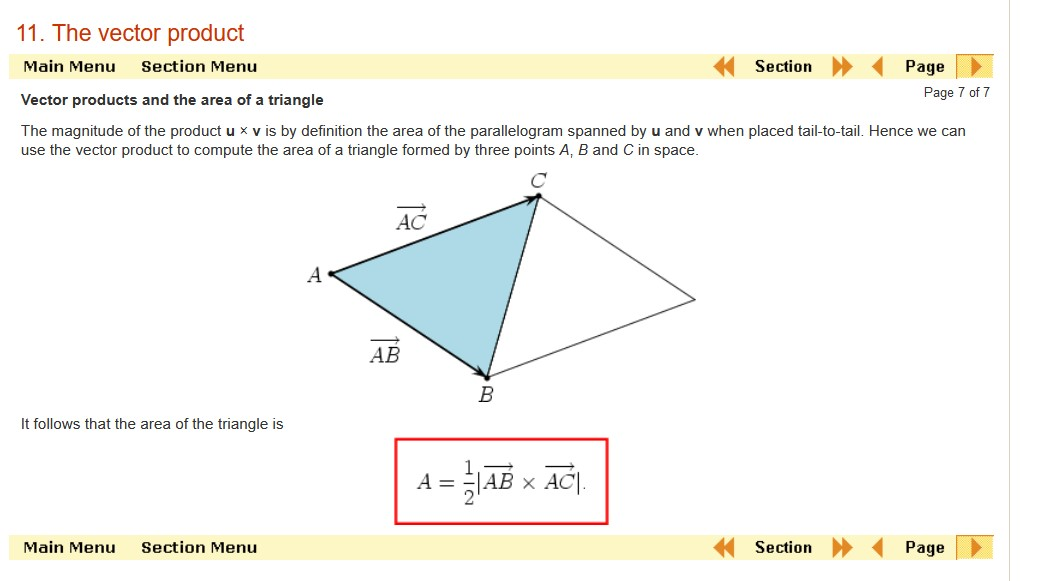 11. The vector product
Main Menu Section Menu Section Page
Page 7 of 7
Vector products and the area of a triangle
The magnitude of the product u × v is by definition the area of the parallelogram spanned by u and v when placed tail-to-tail. Hence we can
use the vector product to compute the area of a triangle formed by three points A, B and C in space.
C
\overrightarrow{AC}
A
\overrightarrow{AB}
B
It follows that the area of the triangle is
A = \frac{1}{2}|\overrightarrow{AB} × \overrightarrow{AC}|.
Main Menu Section Menu Section Page